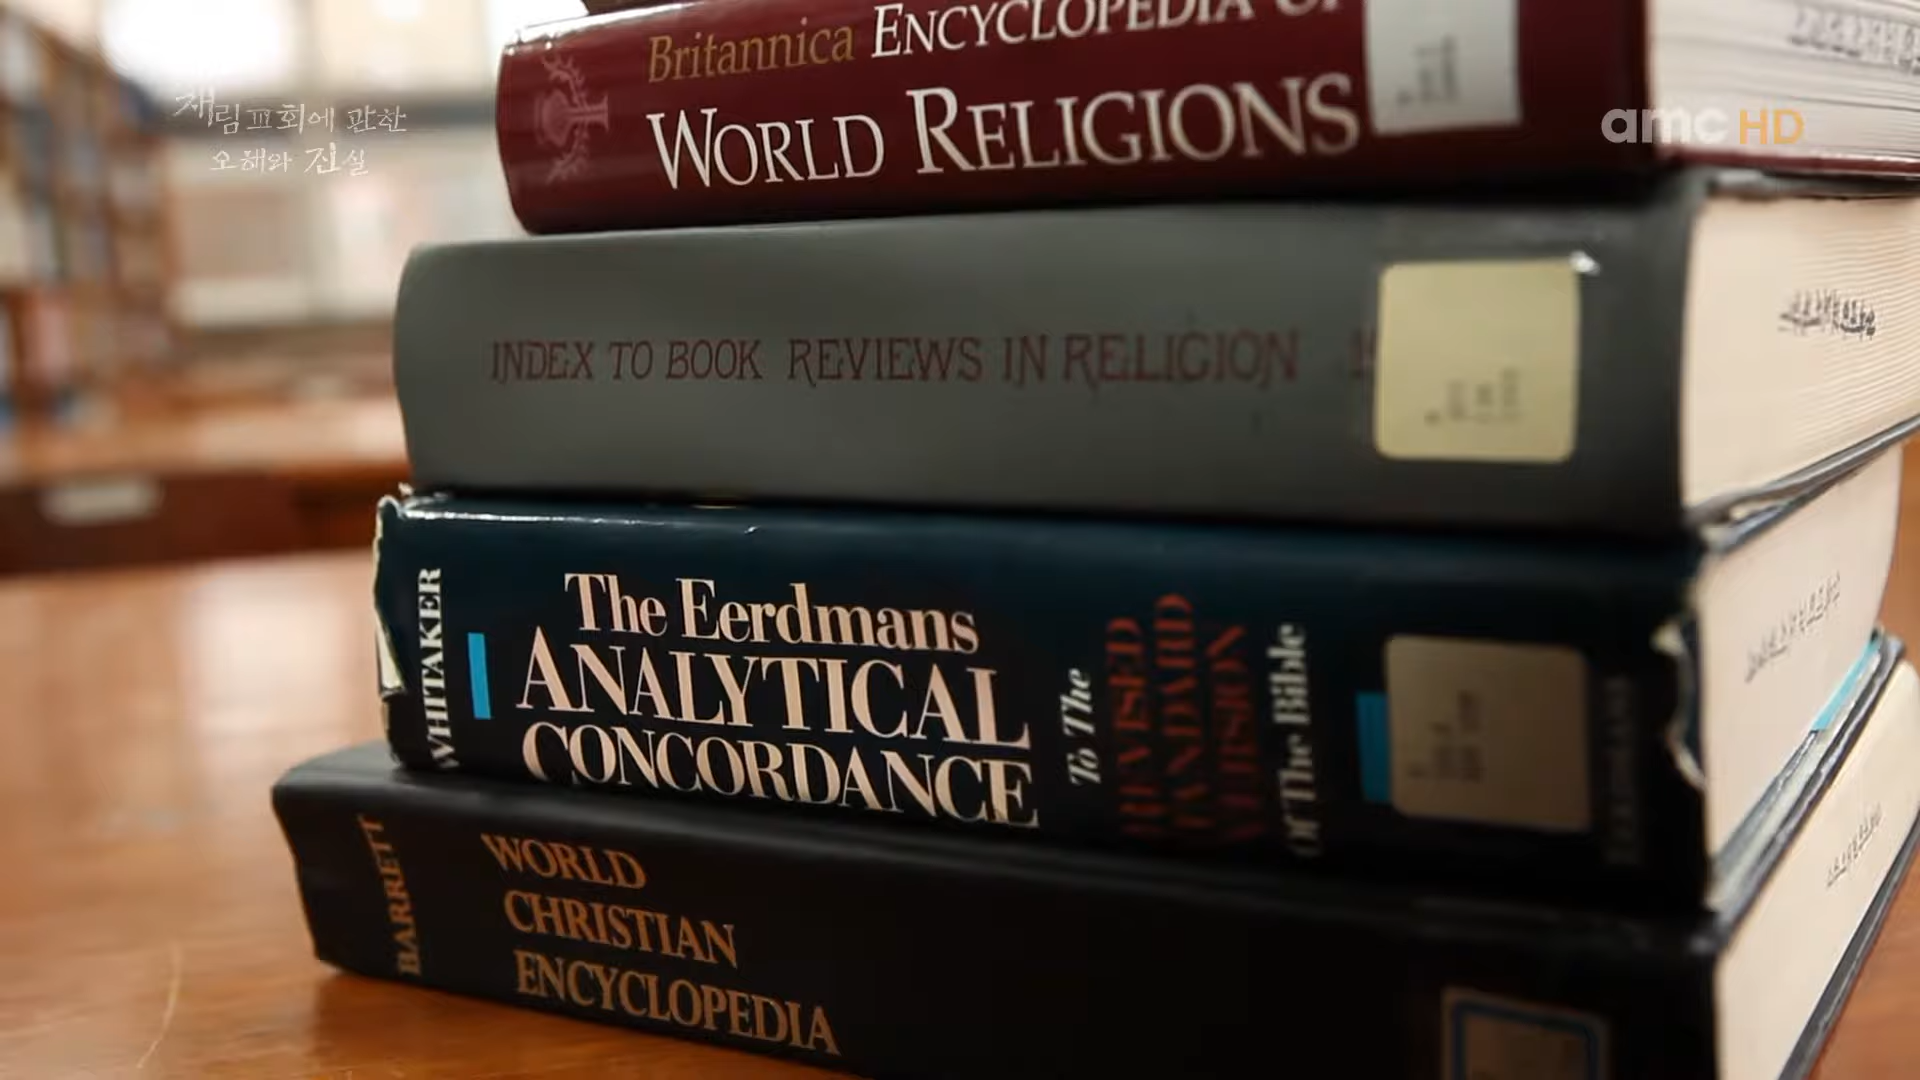 재림교회에 관한
오해와 진실
amc HD
Britannica ENCYCLOPEDIA OF
WORLD RELIGIONS
INDEX TO BOOK REVIEWS IN RELIGION
WHITAKER
The Eerdmans
ANALYTICAL
CONCORDANCE
To The
REVISED
STANDARD
VERSION
Of The Bible
EERDMANS
BARRETT
WORLD
CHRISTIAN
ENCYCLOPEDIA